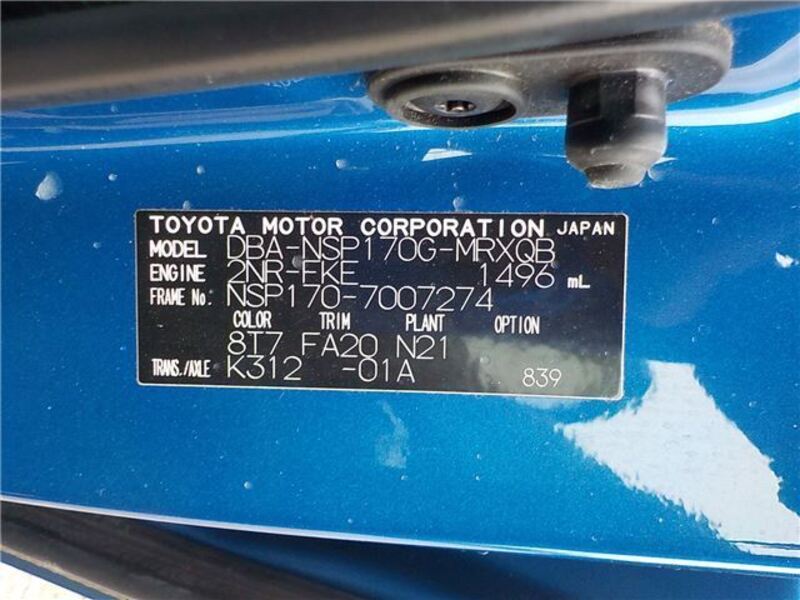 TOYOTA MOTOR CORPORATION JAPAN
MODEL DBA-NSP170G-MRXQB
ENGINE 2NR-FKE 1496 mL
FRAME No. NSP170-7007274
COLOR TRIM PLANT OPTION
8T7 FA20 N21
TRANS./AXLE K312 -01A 839